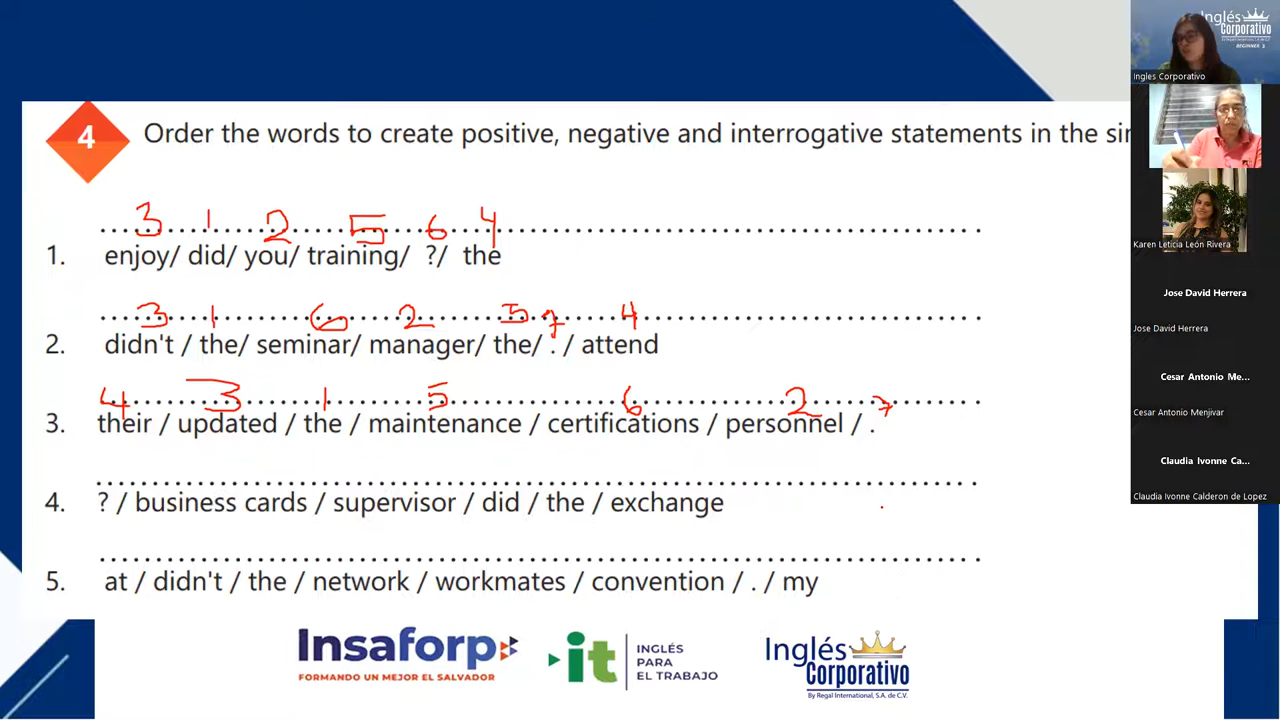 4 Order the words to create positive, negative and interrogative statements in the sim
3 1 2 5 6 4
1. enjoy/ did/ you/ training/ ?/ the
3 1 6 2 5 7 4
2. didn't / the/ seminar/ manager/ the/ . / attend
4 3 1 5 6 2 7
3. their / updated / the / maintenance / certifications / personnel / .
4. ? / business cards / supervisor / did / the / exchange
5. at / didn't / the / network / workmates / convention / . / my
Insaforp
FORMANDO UN MEJOR EL SALVADOR
it
INGLÉS
PARA
EL TRABAJO
Inglés
Corporativo
By Regal International, S.A. de C.V.
Inglés
Corporativo
BEGINNER 3
Ingles Corporativo
Karen Leticia León Rivera
Jose David Herrera
Jose David Herrera
Cesar Antonio Me...
Cesar Antonio Menjivar
Claudia Ivonne Ca...
Claudia Ivonne Calderon de Lopez